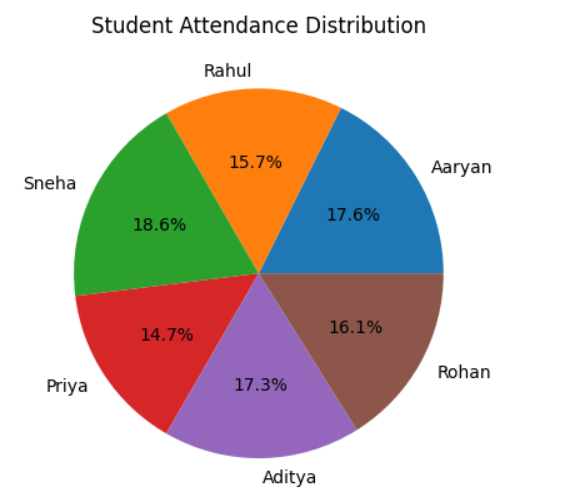 Student Attendance Distribution
Rahul
Aaryan
15.7%
Sneha
17.6%
18.6%
14.7%
16.1%
Priya
17.3%
Rohan
Aditya